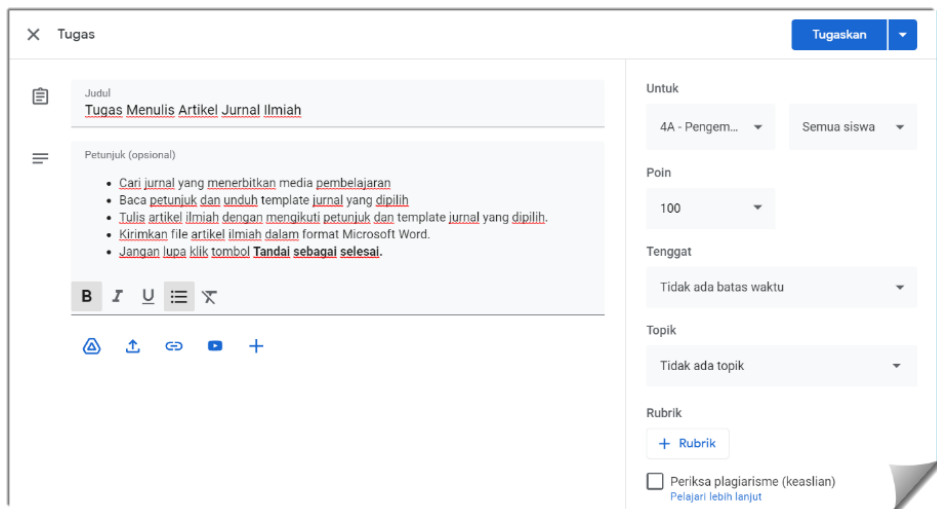 Tugas
Tugaskan
Judul
Tugas Menulis Artikel Jurnal Ilmiah
Petunjuk (opsional)
Cari jurnal yang menerbitkan media pembelajaran
Baca petunjuk dan unduh template jurnal yang dipilih
Tulis artikel ilmiah dengan mengikuti petunjuk dan template jurnal yang dipilih.
Kirimkan file artikel ilmiah dalam format Microsoft Word.
Jangan lupa klik tombol Tandai sebagai selesai.
B I U
Untuk
4A - Pengem... Semua siswa
Poin
100
Tenggat
Tidak ada batas waktu
Topik
Tidak ada topik
Rubrik
+ Rubrik
Periksa plagiarisme (keaslian)
Pelajari lebih lanjut